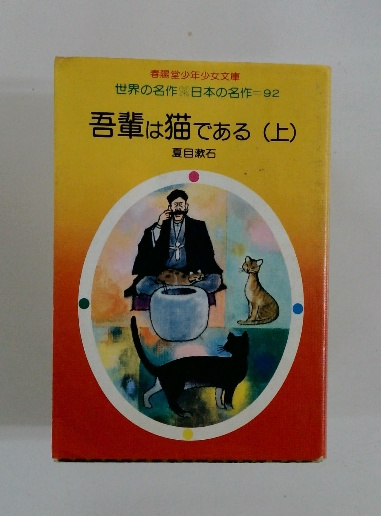 春陽堂少年少女文庫
世界の名作 日本の名作=92
吾輩は猫である(上)
夏目漱石